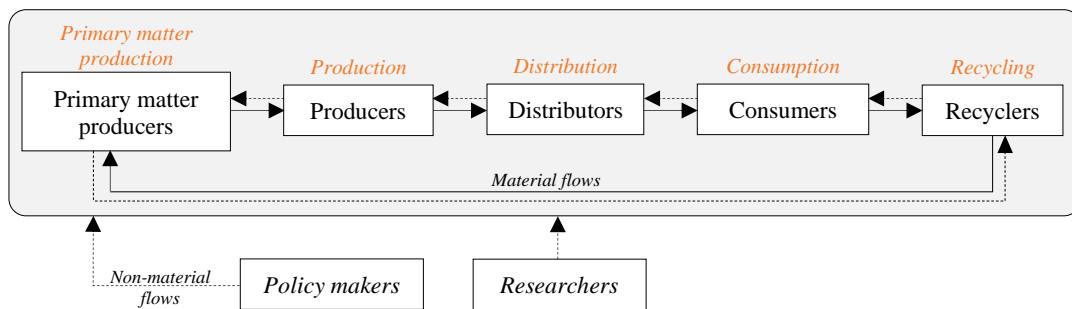 Primary matter
production
Production
Distribution
Consumption
Recycling
Primary matter
producers
Producers
Distributors
Consumers
Recyclers
Material flows
Non-material
flows
Policy makers
Researchers